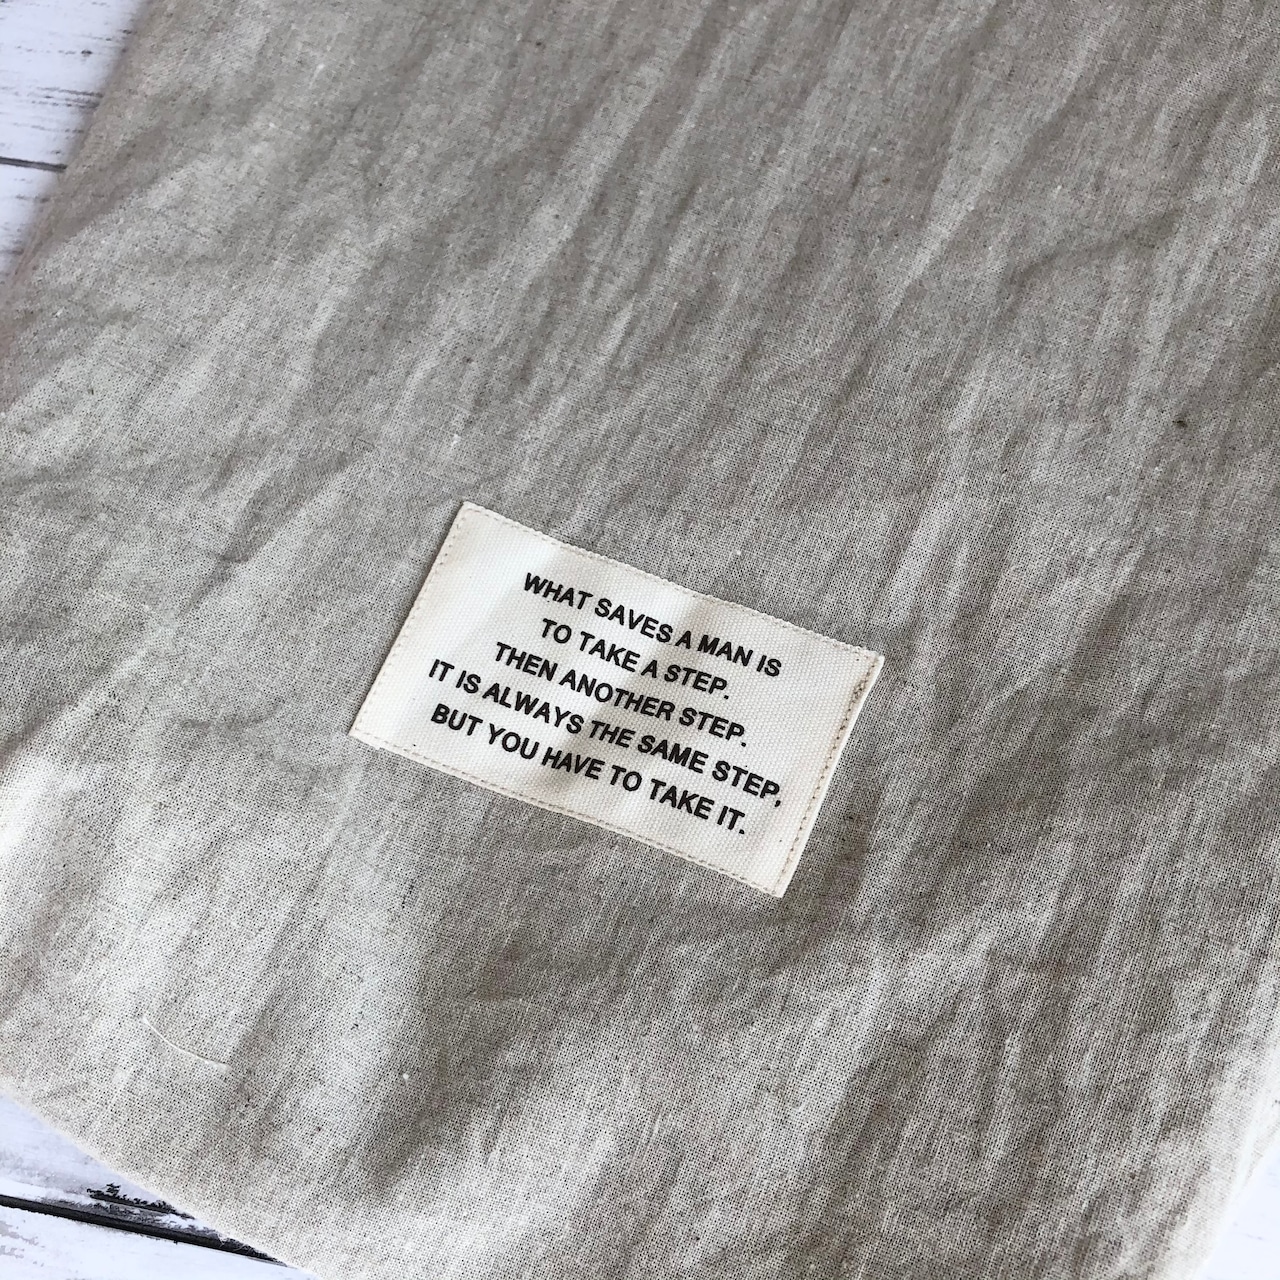 WHAT SAVES A MAN IS
TO TAKE A STEP.
THEN ANOTHER STEP.
IT IS ALWAYS THE SAME STEP,
BUT YOU HAVE TO TAKE IT.